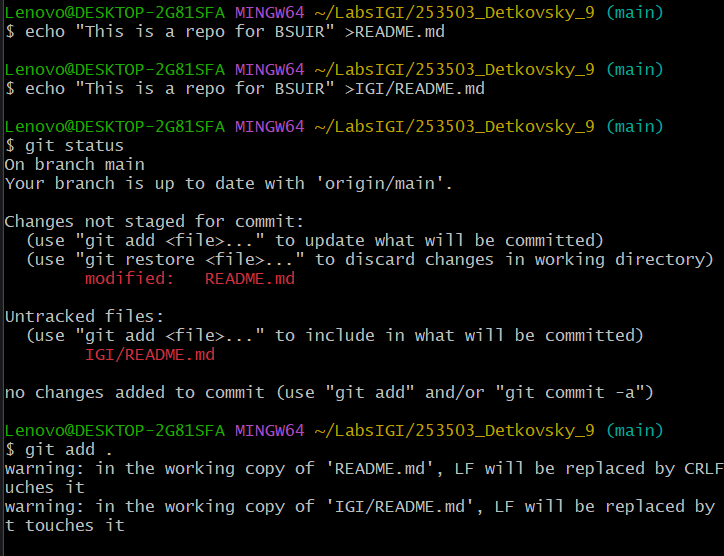 Lenovo@DESKTOP-2G81SFA MINGW64 ~/LabsIGI/253503_Detkovsky_9 (main)
$ echo "This is a repo for BSUIR" >README.md

Lenovo@DESKTOP-2G81SFA MINGW64 ~/LabsIGI/253503_Detkovsky_9 (main)
$ echo "This is a repo for BSUIR" >IGI/README.md

Lenovo@DESKTOP-2G81SFA MINGW64 ~/LabsIGI/253503_Detkovsky_9 (main)
$ git status
On branch main
Your branch is up to date with 'origin/main'.

Changes not staged for commit:
  (use "git add <file>..." to update what will be committed)
  (use "git restore <file>..." to discard changes in working directory)
        modified:   README.md

Untracked files:
  (use "git add <file>..." to include in what will be committed)
        IGI/README.md

no changes added to commit (use "git add" and/or "git commit -a")

Lenovo@DESKTOP-2G81SFA MINGW64 ~/LabsIGI/253503_Detkovsky_9 (main)
$ git add .
warning: in the working copy of 'README.md', LF will be replaced by CRLF
uches it
warning: in the working copy of 'IGI/README.md', LF will be replaced by
t touches it